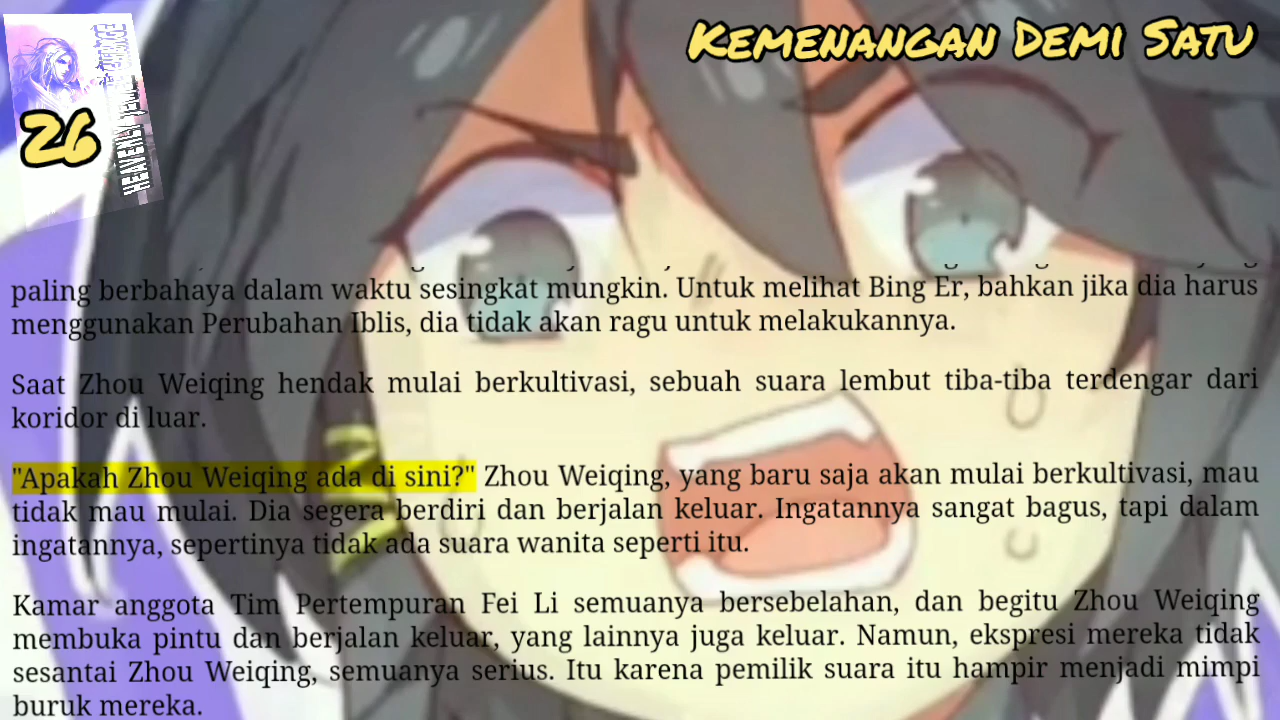 Kemenangan Demi Satu
26
paling berbahaya dalam waktu sesingkat mungkin. Untuk melihat Bing Er, bahkan jika dia harus
menggunakan Perubahan Iblis, dia tidak akan ragu untuk melakukannya.
Saat Zhou Weiqing hendak mulai berkultivasi, sebuah suara lembut tiba-tiba terdengar dari
koridor di luar.
"Apakah Zhou Weiqing ada di sini?" Zhou Weiqing, yang baru saja akan mulai berkultivasi, mau
tidak mau mulai. Dia segera berdiri dan berjalan keluar. Ingatannya sangat bagus, tapi dalam
ingatannya, sepertinya tidak ada suara wanita seperti itu.
Kamar anggota Tim Pertempuran Fei Li semuanya bersebelahan, dan begitu Zhou Weiqing
membuka pintu dan berjalan keluar, yang lainnya juga keluar. Namun, ekspresi mereka tidak
sesantai Zhou Weiqing, semuanya serius. Itu karena pemilik suara itu hampir menjadi mimpi
buruk mereka.